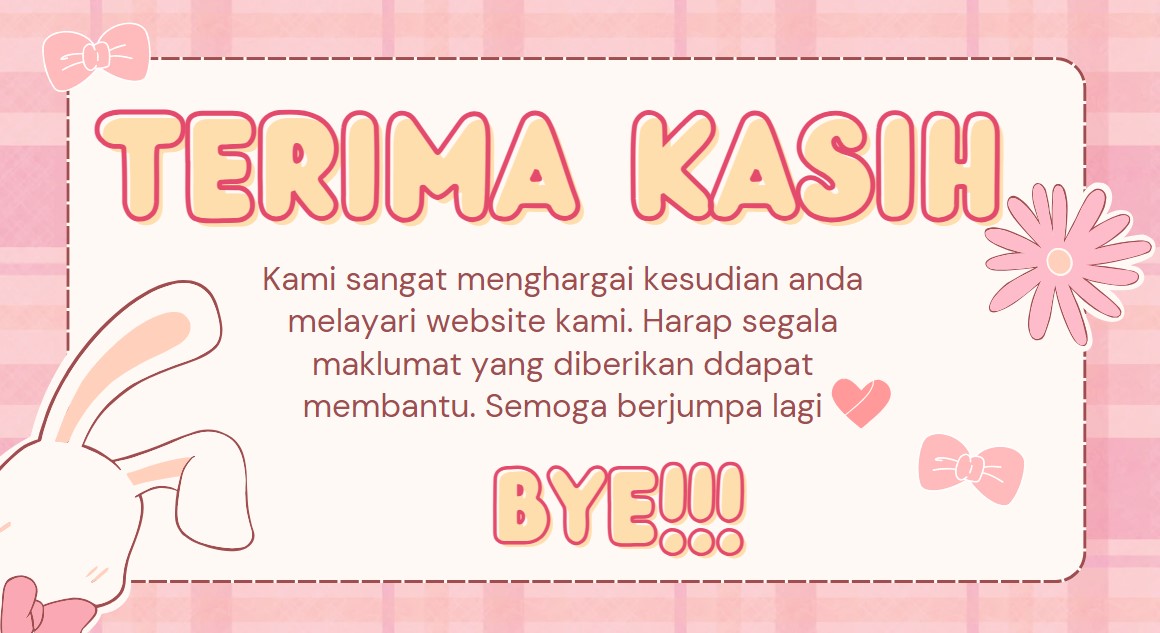 TERIMA KASIH
Kami sangat menghargai kesudian anda
melayari website kami. Harap segala
maklumat yang diberikan ddapat
membantu. Semoga berjumpa lagi
BYE!!!